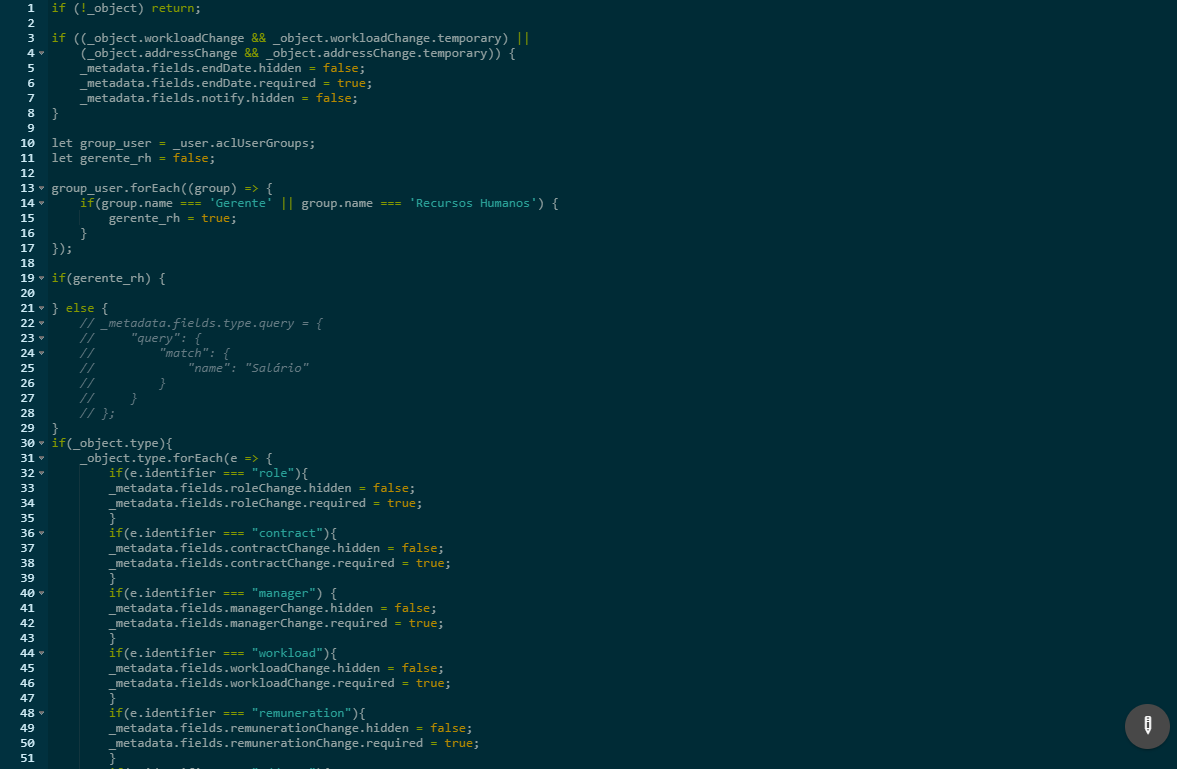 1 if (!_object) return;
2
3 if ((_object.workloadChange && _object.workloadChange.temporary) ||
4 (_object.addressChange && _object.addressChange.temporary)) {
5 _metadata.fields.endDate.hidden = false;
6 _metadata.fields.endDate.required = true;
7 _metadata.fields.notify.hidden = false;
8 }
9
10 let group_user = _user.aclUserGroups;
11 let gerente_rh = false;
12
13 group_user.forEach((group) => {
14 if(group.name === 'Gerente' || group.name === 'Recursos Humanos') {
15 gerente_rh = true;
16 }
17 });
18
19 if(gerente_rh) {
20
21 } else {
22 // _metadata.fields.type.query = {
23 // "query": {
24 // "match": {
25 // "name": "Salário"
26 // }
27 // }
28 // };
29 }
30 if(_object.type){
31 _object.type.forEach(e => {
32 if(e.identifier === "role"){
33 _metadata.fields.roleChange.hidden = false;
34 _metadata.fields.roleChange.required = true;
35 }
36 if(e.identifier === "contract"){
37 _metadata.fields.contractChange.hidden = false;
38 _metadata.fields.contractChange.required = true;
39 }
40 if(e.identifier === "manager") {
41 _metadata.fields.managerChange.hidden = false;
42 _metadata.fields.managerChange.required = true;
43 }
44 if(e.identifier === "workload"){
45 _metadata.fields.workloadChange.hidden = false;
46 _metadata.fields.workloadChange.required = true;
47 }
48 if(e.identifier === "remuneration"){
49 _metadata.fields.remunerationChange.hidden = false;
50 _metadata.fields.remunerationChange.required = true;
51 }